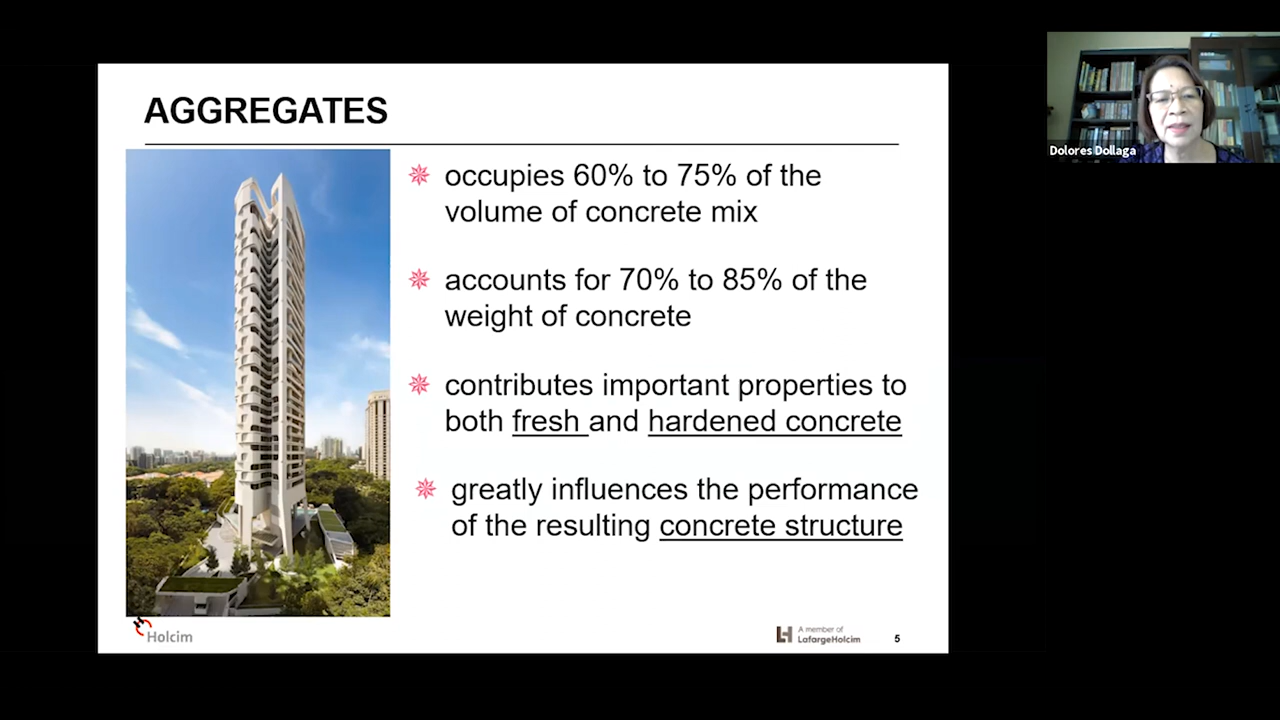 AGGREGATES
occupies 60% to 75% of the
volume of concrete mix
accounts for 70% to 85% of the
weight of concrete
contributes important properties to
both fresh and hardened concrete
greatly influences the performance
of the resulting concrete structure
Holcim
A member of
LafargeHolcim
5
Dolores Dollaga